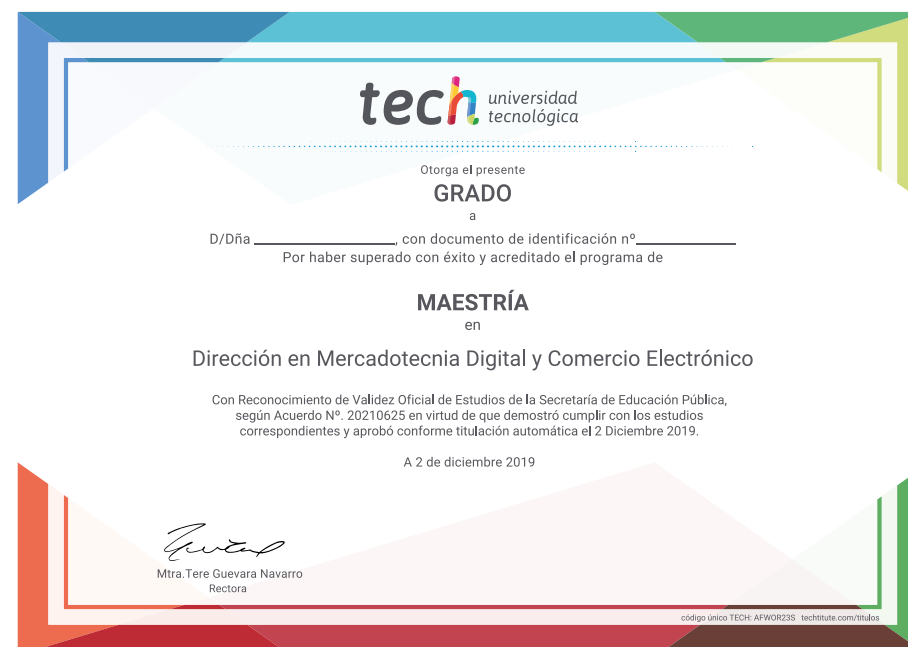 tech universidad
tecnológica
Otorga el presente
GRADO
a
D/Dña ____________, con documento de identificación nº____________
Por haber superado con éxito y acreditado el programa de
MAESTRÍA
en
Dirección en Mercadotecnia Digital y Comercio Electrónico
Con Reconocimiento de Validez Oficial de Estudios de la Secretaría de Educación Pública,
según Acuerdo Nº. 20210625 en virtud de que demostró cumplir con los estudios
correspondientes y aprobó conforme titulación automática el 2 Diciembre 2019.
A 2 de diciembre 2019
Mtra.Tere Guevara Navarro
Rectora
código único TECH: AFWOR23S techtitute.com/titulos